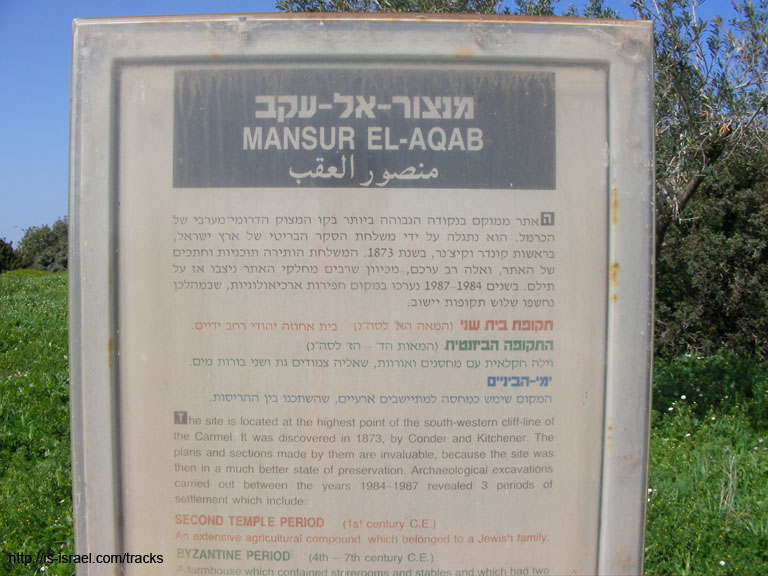 מנצור-אל-עקב
MANSUR EL-AQAB
منصور العقب
האתר ממוקם בנקודה הגבוהה ביותר בקו המצוק הדרומי־מערבי של
הכרמל. הוא נתגלה על ידי משלחת הסקר הבריטי של ארץ ישראל,
בראשות קונדר וקיצ'נר, בשנת 1873. המשלחת הותירה תוכניות וחתכים
של האתר, ואלה רב ערכם, מכיוון שרבים מחלקי האתר ניצבו אז על
תילם. בשנים 1984-1987 נערכו במקום חפירות ארכיאולוגיות, שבמהלכן
נחשפו שלוש תקופות יישוב.
תקופת בית שני (המאה הא' לסה"נ) בית אחוזה יהודי רחב ידיים.
התקופה הביזנטית (המאות הד' - הז' לסה"נ)
וילה חקלאית עם מחסנים ואורוות, שאליה צמודים גת ושני בורות מים.
ימי-הביניים
המקום שימש כמחסה למתיישבים ארעיים, שהשתכנו בין ההריסות.
The site is located at the highest point of the south-western cliff-line of
the Carmel. It was discovered in 1873, by Conder and Kitchener. The
plans and sections made by them are invaluable, because the site was
then in a much better state of preservation. Archaeological excavations
carried out between the years 1984-1987 revealed 3 periods of
settlement which include:
SECOND TEMPLE PERIOD (1st century C.E.)
An extensive agricultural compound, which belonged to a Jewish family.
BYZANTINE PERIOD (4th - 7th century C.E.)
A farmhouse which contained storerooms and stables and which had two
http://is-israel.com/tracks